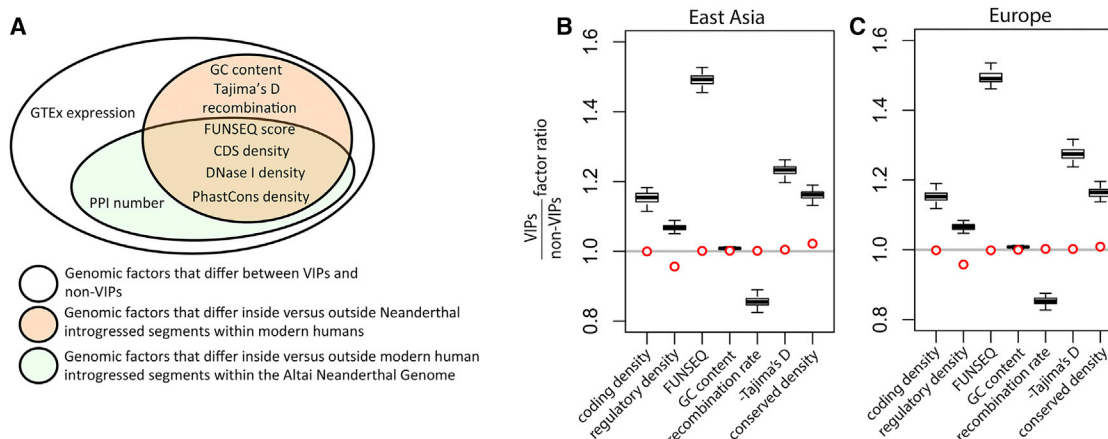 A
GC content
Tajima's D
recombination
GTEx expression
FUNSEQ score
CDS density
DNase I density
PhastCons density
PPI number
Genomic factors that differ between VIPs and
non-VIPs
Genomic factors that differ inside versus outside Neanderthal
introgressed segments within modern humans
Genomic factors that differ inside versus outside modern human
introgressed segments within the Altai Neanderthal Genome
B
East Asia
VIPs
non-VIPs
factor ratio
1.6
1.4
1.2
1.0
0.8
coding density
regulatory density
FUNSEQ
GC content
recombination rate
-Tajima's D
conserved density
C
Europe
1.6
1.4
1.2
1.0
0.8
coding density
regulatory density
FUNSEQ
GC content
recombination rate
-Tajima's D
conserved density